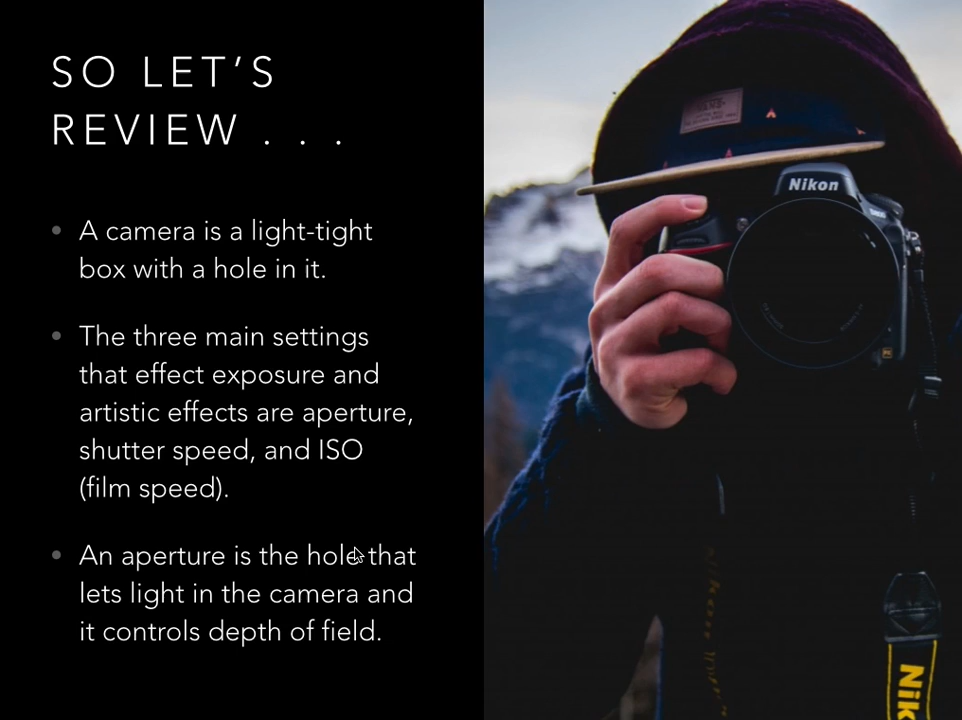 SO LET'S
REVIEW . . .
A camera is a light-tight
box with a hole in it.
The three main settings
that effect exposure and
artistic effects are aperture,
shutter speed, and ISO
(film speed).
An aperture is the hole that
lets light in the camera and
it controls depth of field.
Nikon